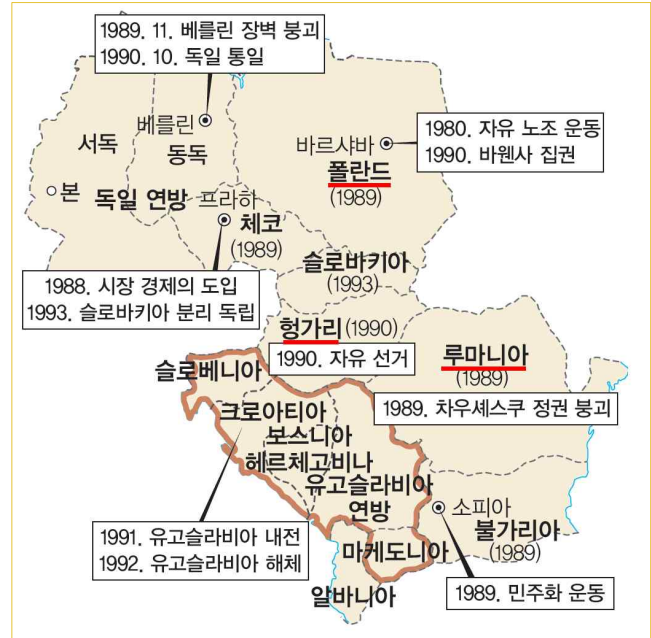 1989. 11. 베를린 장벽 붕괴
1990. 10. 독일 통일
베를린
서독
동독
본
독일 연방
바르샤바
1980. 자유 노조 운동
1990. 바웬사 집권
폴란드
(1989)
프라하
체코
(1989)
슬로바키아
(1993)
1988. 시장 경제의 도입
1993. 슬로바키아 분리 독립
헝가리 (1990)
1990. 자유 선거
루마니아
(1989)
1989. 차우셰스쿠 정권 붕괴
슬로베니아
크로아티아
보스니아
헤르체고비나
유고슬라비아
연방
소피아
불가리아
(1989)
1991. 유고슬라비아 내전
1992. 유고슬라비아 해체
마케도니아
1989. 민주화 운동
알바니아